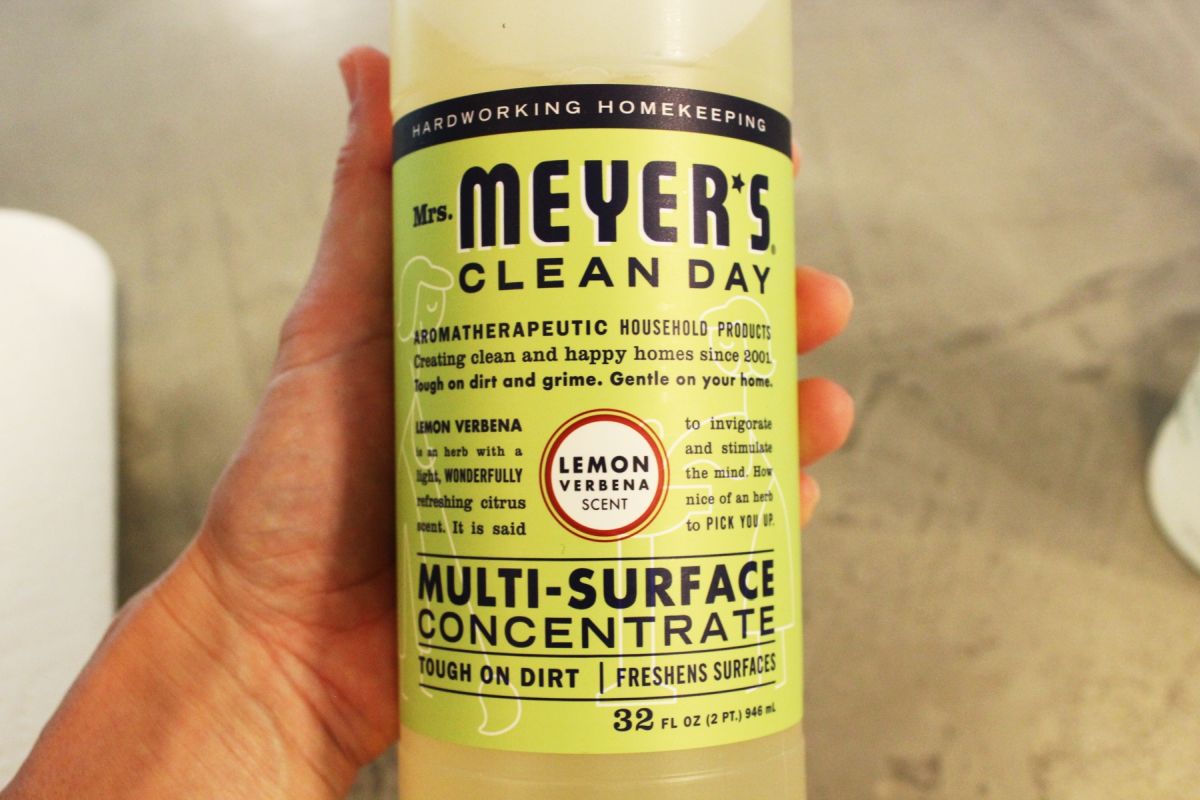 HARDWORKING HOMEKEEPING
Mrs. MEYER'S
CLEAN DAY
AROMATHERAPEUTIC HOUSEHOLD PRODUCTS
Creating clean and happy homes since 2001.
Tough on dirt and grime. Gentle on your home.
LEMON VERBENA
is an herb with a
light, WONDERFULLY
refreshing citrus
scent. It is said
LEMON
VERBENA
SCENT
to invigorate
and stimulate
the mind. How
nice of an herb
to PICK YOU UP.
MULTI-SURFACE
CONCENTRATE
TOUGH ON DIRT | FRESHENS SURFACES
32 FL OZ (2 PT.) 946 mL